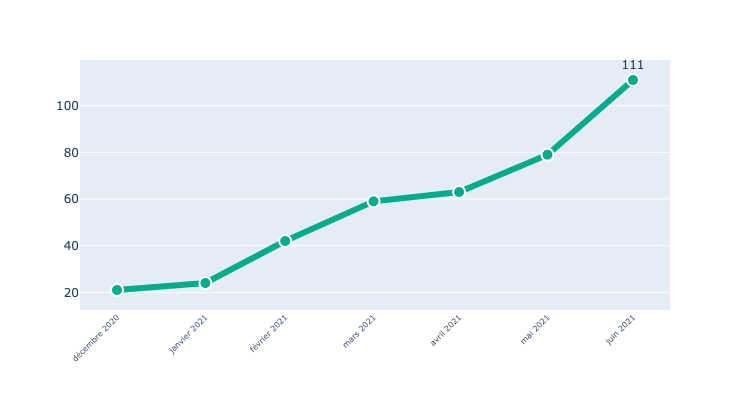 111
100
80
60
40
20
décembre 2020
janvier 2021
février 2021
mars 2021
avril 2021
mai 2021
juin 2021